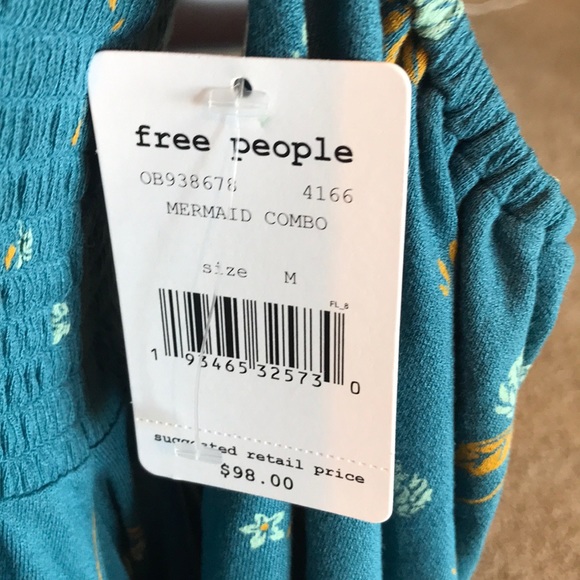 free people
OB938678 4166
MERMAID COMBO
size M
FL_8
1 93465 32573 0
suggested retail price
$98.00